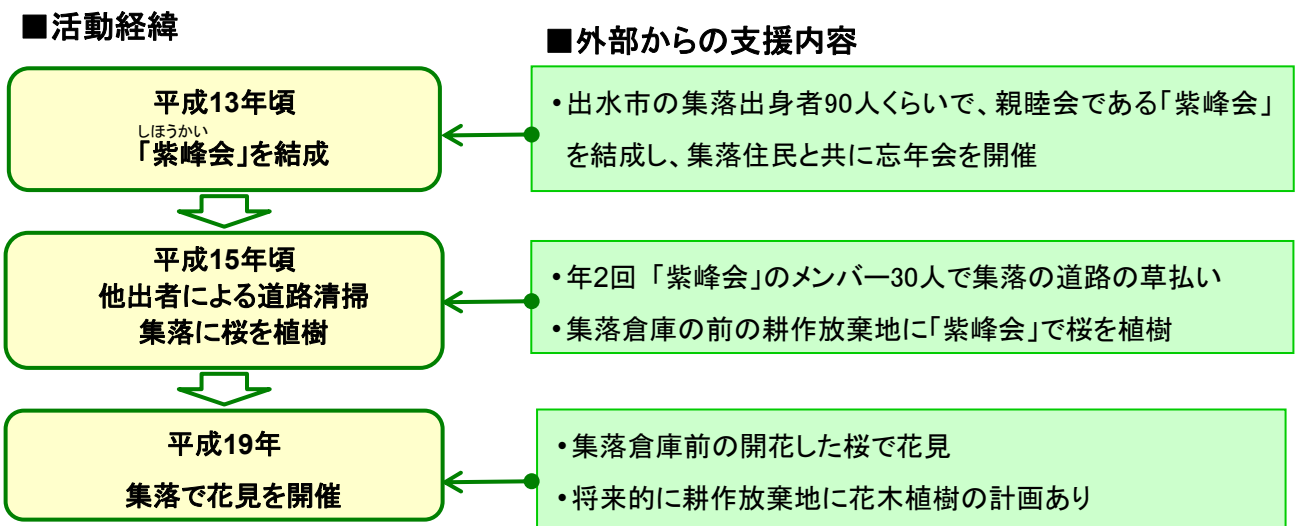 ■活動経緯
■外部からの支援内容
平成13年頃
しほうかい
「紫峰会」を結成
•出水市の集落出身者90人くらいで、親睦会である「紫峰会」
を結成し、集落住民と共に忘年会を開催
平成15年頃
他出者による道路清掃
集落に桜を植樹
•年2回 「紫峰会」のメンバー30人で集落の道路の草払い
•集落倉庫の前の耕作放棄地に「紫峰会」で桜を植樹
平成19年
集落で花見を開催
•集落倉庫前の開花した桜で花見
•将来的に耕作放棄地に花木植樹の計画あり